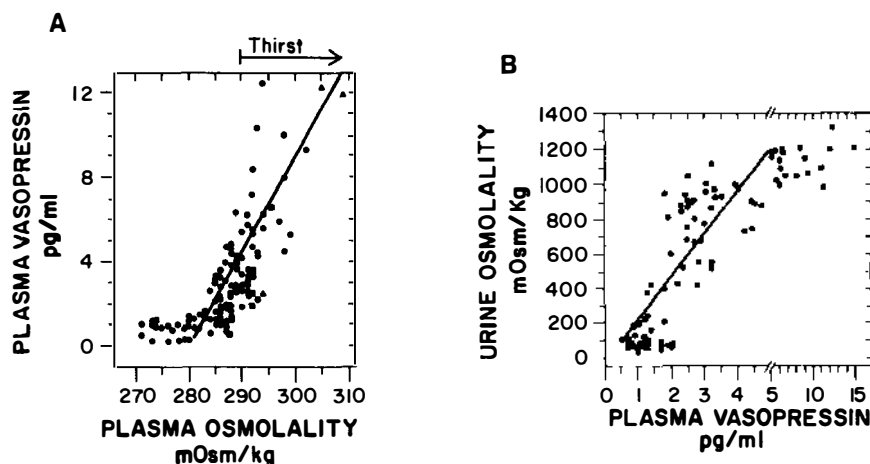 A
Thirst
PLASMA VASOPRESSIN
pg/ml
12
8
4
0
270 280 290 300 310
PLASMA OSMOLALITY
mOsm/kg
B
URINE OSMOLALITY
mOsm/Kg
1400
1200
1000
800
600
400
200
0
0 1 2 3 4 5 10 15
PLASMA VASOPRESSIN
pg/ml